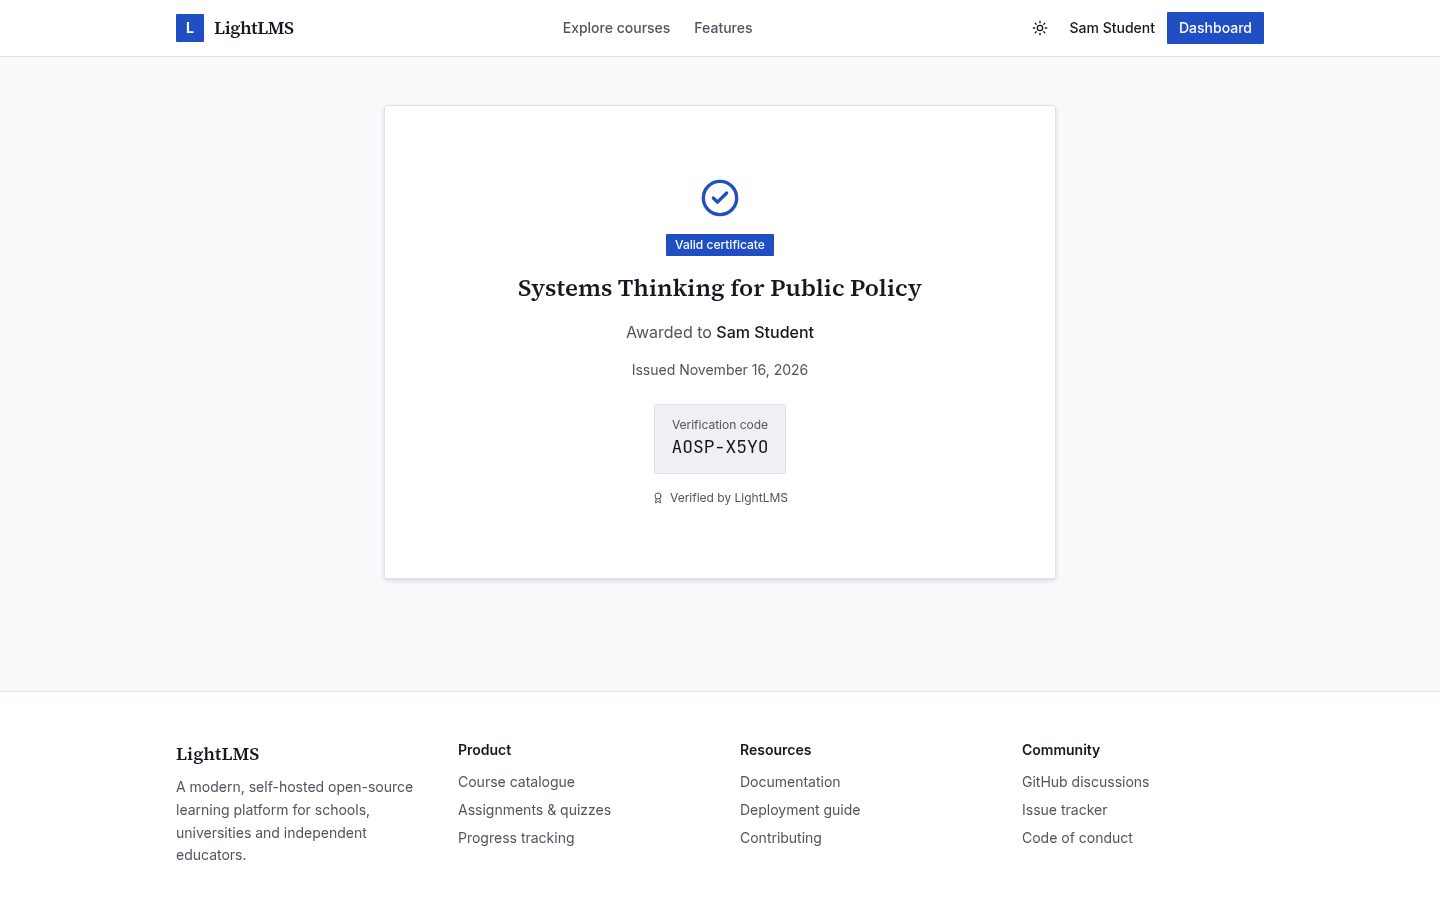 L LightLMS
Explore courses
Features
Sam Student
Dashboard
Valid certificate
Systems Thinking for Public Policy
Awarded to Sam Student
Issued November 16, 2026
Verification code
AOSP-X5YO
Verified by LightLMS
LightLMS
A modern, self-hosted open-source
learning platform for schools,
universities and independent
educators.
Product
Course catalogue
Assignments & quizzes
Progress tracking
Resources
Documentation
Deployment guide
Contributing
Community
GitHub discussions
Issue tracker
Code of conduct